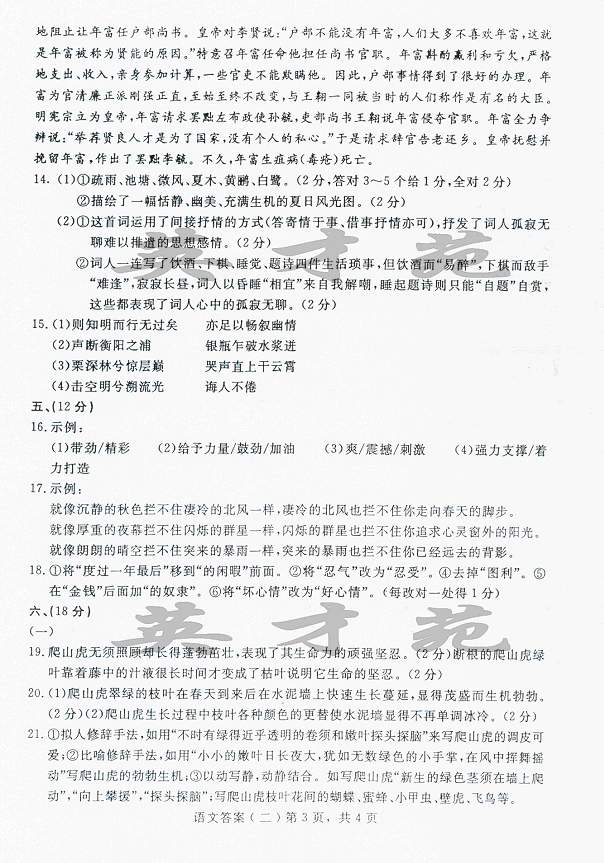 地阻止让年富任户部尚书。皇帝对李贤说:“户部不能没有年富,人们大多不喜欢年富,这就
是年富被称为贤能的原因。”特意召年富任命他担任尚书官职。年富斟酌赢利和亏欠,严格
地支出、收入,亲身参加计算,一些官吏不能欺瞒他。因此,户部事情得到了很好的办理。年
富为官清廉正派刚强正直,至始至终不改变,与王翱一同被当时的人们称作是有名的大臣。
明宪宗立为皇帝,年富请求罢黜左布政使孙毓,吏部尚书王翱说年富侵夺官职。年富全力争
辩说:“举荐贤良人才是为了国家,没有个人的私心。”于是请求辞官告老还乡。皇帝抚慰并
挽留年富,作出了罢黜李毓。不久,年富生疽病(毒疮)死亡。
14. (1)①疏雨、池塘、微风、夏木、黄鹂、白鹭。(2分,答对3～5个给1分,全对2分)
②描绘了一幅恬静、幽美、充满生机的夏日风光图。(2分)
(2)①这首词运用了间接抒情的方式(答寄情于事、借事抒情亦可),抒发了词人孤寂无
聊难以排遣的思想感情。(2分)
②词人一连写了饮酒、下棋、睡觉、题诗四件生活琐事,但饮酒而“易醉”,下棋而敌手
“难逢”,寂寂长昼,词人以昏睡“相宜”来自我解嘲,睡起题诗则只能“自题”自赏,
这些都表现了词人心中的孤寂无聊。(2分)
15. (1)则知明而行无过矣 亦足以畅叙幽情
(2)声断衡阳之浦 银瓶乍破水浆迸
(3)栗深林兮惊层巅 哭声直上干云霄
(4)击空明兮溯流光 诲人不倦
五、(12分)
16. 示例:
(1)带劲/精彩 (2)给予力量/鼓劲/加油 (3)爽/震撼/刺激 (4)强力支撑/着
力打造
17. 示例:
就像沉静的秋色拦不住凄冷的北风一样,凄冷的北风也拦不住你走向春天的脚步。
就像厚重的夜幕拦不住闪烁的群星一样,闪烁的群星也拦不住你追求心灵窗外的阳光。
就像朗朗的晴空拦不住突来的暴雨一样,突来的暴雨也拦不住你已经远去的背影。
18. ①将“度过一年最后”移到“的闲暇”前面。②将“忍气”改为“忍受”。④去掉“图利”。⑤
在“金钱”后面加“的奴隶”。⑥将“坏心情”改为“好心情”。(每改对一处得1分)
六、(18分)
(一)
19. 爬山虎无须照顾却长得蓬勃茁壮,表现了其生命力的顽强坚忍。(2分)断根的爬山虎绿
叶靠着藤中的汁液很长时间才变成了枯叶说明它生命的坚忍。(2分)
20. (1)爬山虎翠绿的枝叶在春天到来后在水泥墙上快速生长蔓延,显得茂盛而生机勃勃。
(2分)(2)爬山虎生长过程中枝叶各种颜色的更替使水泥墙显得不再单调冰冷。(2分)
21. ①拟人修辞手法,如用“不时有绿得近乎透明的卷须和嫩叶探头探脑”来写爬山虎的调皮可
爱;②比喻修辞手法,如用“小小的嫩叶日长夜大,犹如无数绿色的小手掌,在风中挥舞摇
动”写爬山虎的勃勃生机;③以动写静,动静结合。如写爬山虎“新生的绿色茎须在墙上爬
动”,“向上攀援”,“探头探脑”;写爬山虎枝叶花间的蝴蝶、蜜蜂、小甲虫、壁虎、飞鸟等。
语文答案(二)第3页,共4页
英才苑
英才苑